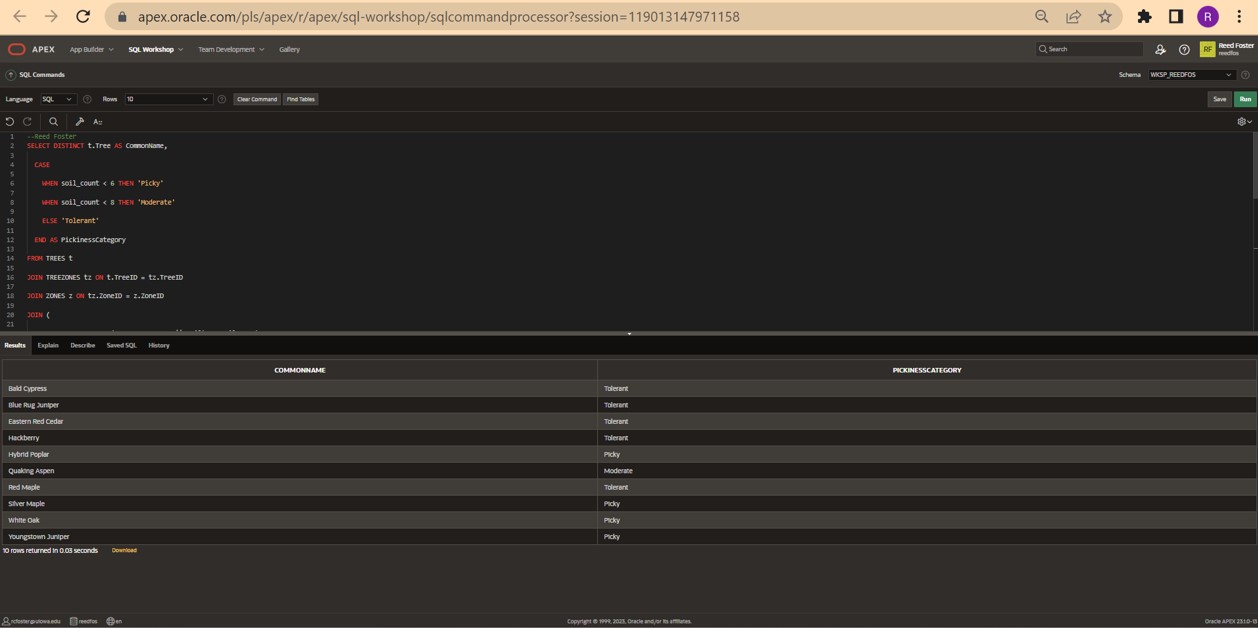 apex.oracle.com/pls/apex/r/apex/sql-workshop/sqlcommandprocessor?session=119013147971158
R
APEX App Builder SQL Workshop Team Development Gallery Search RF Reed Foster
reedfos
SQL Commands Schema WKSP_REEDFOS
Language SQL Rows 10 Clear Command Find Tables Save Run
1 --Reed Foster
2 SELECT DISTINCT t.Tree AS CommonName,
3
4 CASE
5
6 WHEN soil_count < 6 THEN 'Picky'
7
8 WHEN soil_count < 8 THEN 'Moderate'
9
10 ELSE 'Tolerant'
11
12 END AS PickinessCategory
13
14 FROM TREES t
15
16 JOIN TREEZONES tz ON t.TreeID = tz.TreeID
17
18 JOIN ZONES z ON tz.ZoneID = z.ZoneID
19
20 JOIN (
21
Results Explain Describe Saved SQL History
COMMONNAME PICKINESSCATEGORY
Bald Cypress Tolerant
Blue Rug Juniper Tolerant
Eastern Red Cedar Tolerant
Hackberry Tolerant
Hybrid Poplar Picky
Quaking Aspen Moderate
Red Maple Tolerant
Silver Maple Picky
White Oak Picky
Youngstown Juniper Picky
10 rows returned in 0.03 seconds Download
reedfos en Copyright © 1999, 2023, Oracle and/or its affiliates. Oracle APEX